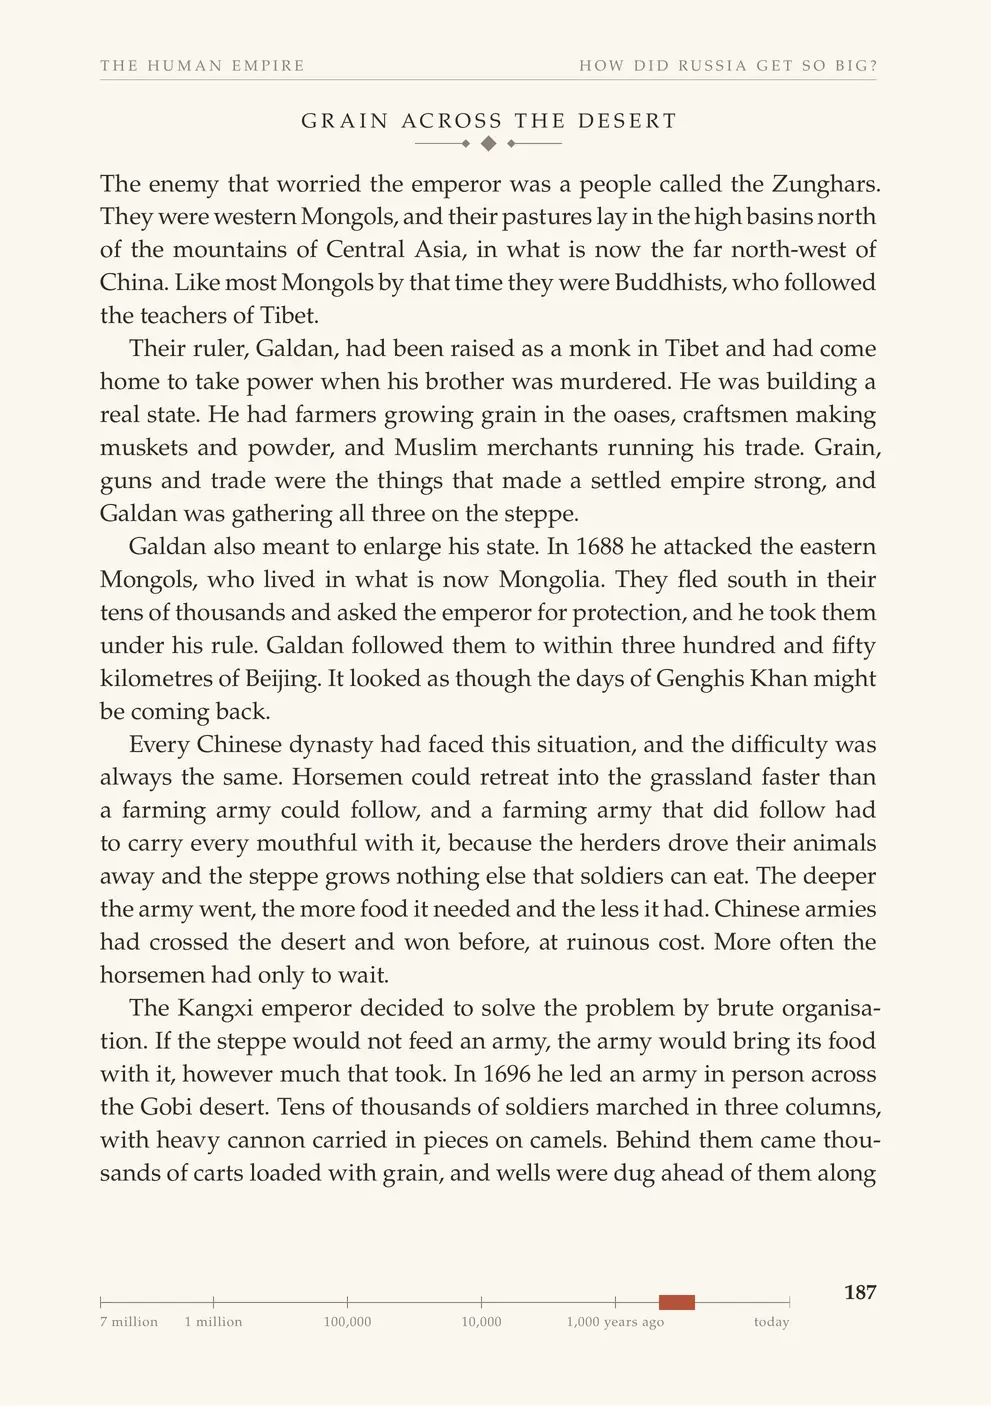 THE HUMAN EMPIRE
HOW DID RUSSIA GET SO BIG?
GRAIN ACROSS THE DESERT
The enemy that worried the emperor was a people called the Zunghars.
They were western Mongols, and their pastures lay in the high basins north
of the mountains of Central Asia, in what is now the far north-west of
China. Like most Mongols by that time they were Buddhists, who followed
the teachers of Tibet.
Their ruler, Galdan, had been raised as a monk in Tibet and had come
home to take power when his brother was murdered. He was building a
real state. He had farmers growing grain in the oases, craftsmen making
muskets and powder, and Muslim merchants running his trade. Grain,
guns and trade were the things that made a settled empire strong, and
Galdan was gathering all three on the steppe.
Galdan also meant to enlarge his state. In 1688 he attacked the eastern
Mongols, who lived in what is now Mongolia. They fled south in their
tens of thousands and asked the emperor for protection, and he took them
under his rule. Galdan followed them to within three hundred and fifty
kilometres of Beijing. It looked as though the days of Genghis Khan might
be coming back.
Every Chinese dynasty had faced this situation, and the difficulty was
always the same. Horsemen could retreat into the grassland faster than
a farming army could follow, and a farming army that did follow had
to carry every mouthful with it, because the herders drove their animals
away and the steppe grows nothing else that soldiers can eat. The deeper
the army went, the more food it needed and the less it had. Chinese armies
had crossed the desert and won before, at ruinous cost. More often the
horsemen had only to wait.
The Kangxi emperor decided to solve the problem by brute organisa-
tion. If the steppe would not feed an army, the army would bring its food
with it, however much that took. In 1696 he led an army in person across
the Gobi desert. Tens of thousands of soldiers marched in three columns,
with heavy cannon carried in pieces on camels. Behind them came thou-
sands of carts loaded with grain, and wells were dug ahead of them along
187
7 million 1 million 100,000 10,000 1,000 years ago today